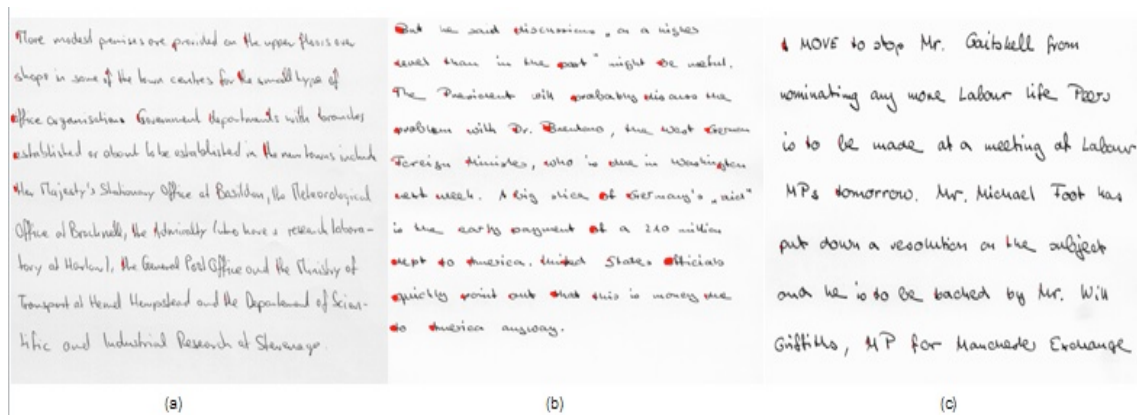 More modest premises are provided on the upper floors over
shops in some of the town centres for the small type of
office organisation. Government departments with branches
established or about to be established in the new towns include
Her Majesty's Stationary Office at Basildon, the Meteorological
Office at Bracknell, the Admiralty (who have a research labora-
tory at Harlow), the General Post Office and the Ministry of
Transport at Hemel Hempstead and the Department of Scien-
tific and Industrial Research at Stevenage.
(a)
But he said discussions „ on a higher
level than in the past " might be useful.
The President will probably discuss the
problem with Dr. Brentano, the West German
Foreign Minister, who is due in Washington
next week. A big slice of Germany's „aid"
is the early payment of a 210 million
dept to America. United States officials
quickly point out that this is money due
to America anyway.
(b)
A MOVE to stop Mr. Gaitskell from
nominating any more Labour life Peers
is to be made at a meeting of Labour
MPs tomorrow. Mr. Michael Foot has
put down a resolution on the subject
and he is to be backed by Mr. Will
Griffiths, MP for Manchester Exchange
(c)